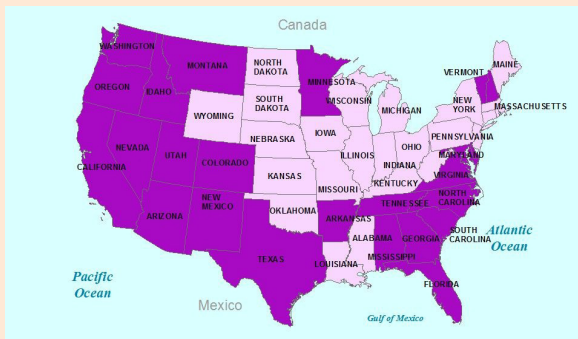 Canada
WASHINGTON
MONTANA
NORTH
DAKOTA
MINNESOTA
VERMONT
MAINE
OREGON
IDAHO
SOUTH
DAKOTA
WISCONSIN
MICHIGAN
NEW
YORK
MASSACHUSETTS
WYOMING
NEBRASKA
IOWA
PENNSYLVANIA
NEVADA
UTAH
COLORADO
ILLINOIS
INDIANA
OHIO
MARYLAND
CALIFORNIA
KANSAS
MISSOURI
KENTUCKY
VIRGINIA
ARIZONA
NEW
MEXICO
OKLAHOMA
ARKANSAS
TENNESSEE
NORTH
CAROLINA
TEXAS
LOUISIANA
ALABAMA
MISSISSIPPI
GEORGIA
SOUTH
CAROLINA
Atlantic
Ocean
FLORIDA
Pacific
Ocean
Mexico
Gulf of Mexico